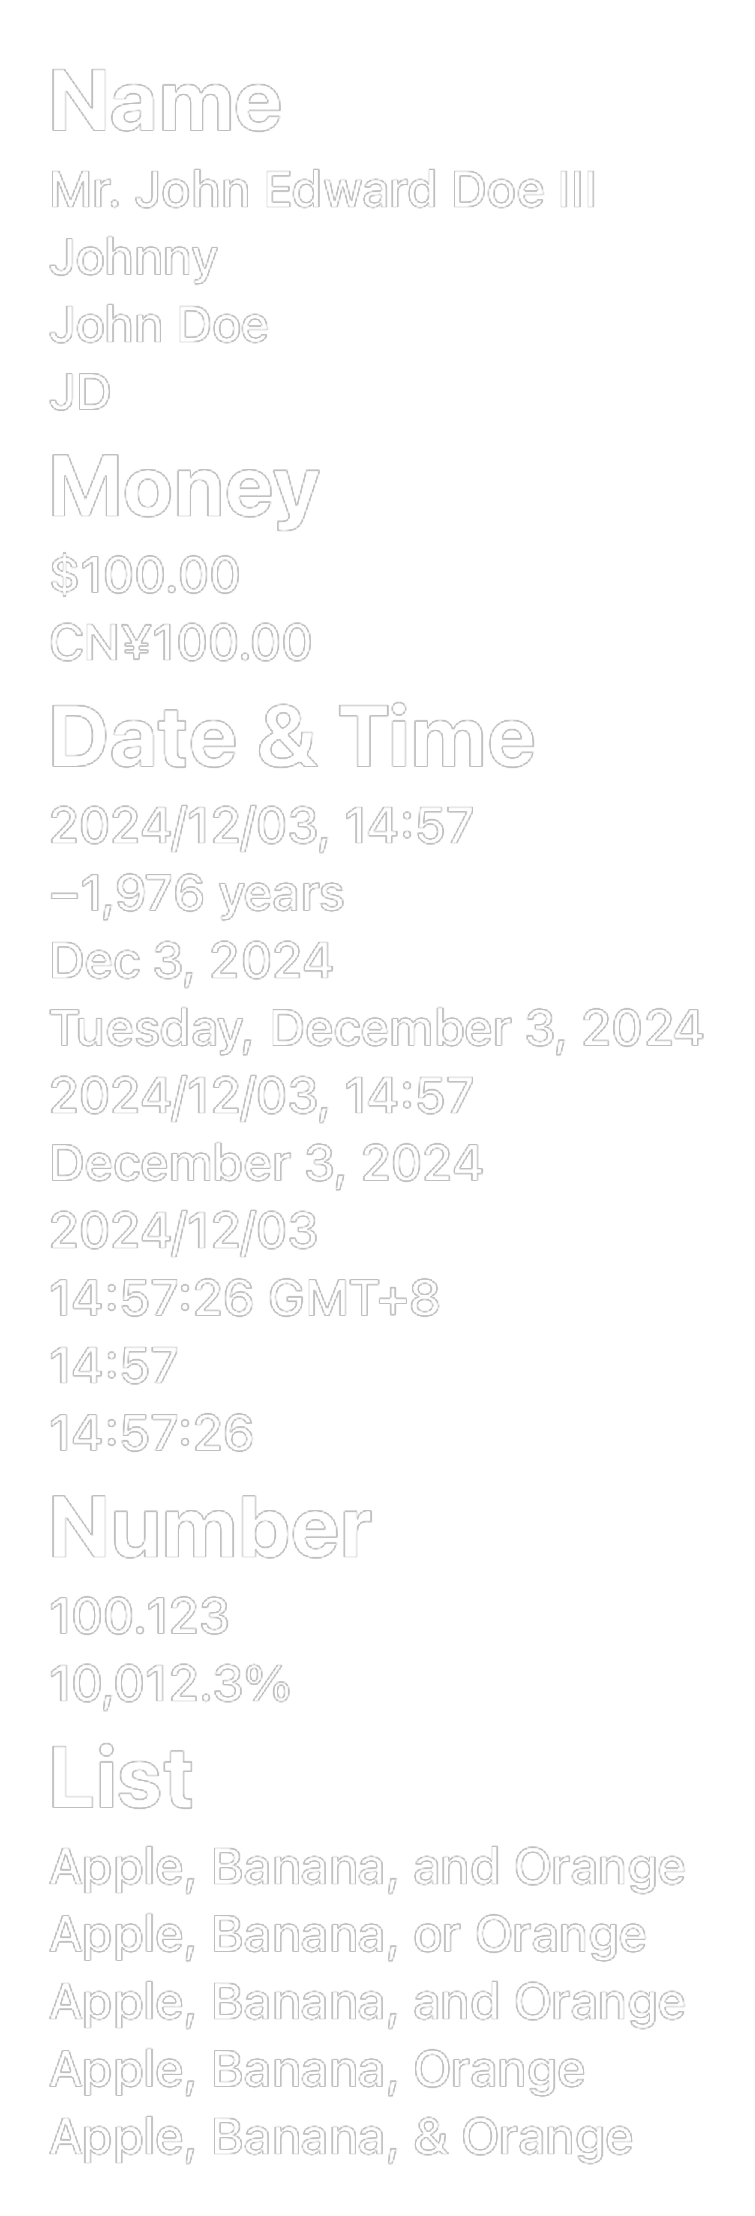 Name
Mr. John Edward Doe III
Johnny
John Doe
JD
Money
$100.00
CN¥100.00
Date & Time
2024/12/03, 14:57
−1,976 years
Dec 3, 2024
Tuesday, December 3, 2024
2024/12/03, 14:57
December 3, 2024
2024/12/03
14:57:26 GMT+8
14:57
14:57:26
Number
100.123
10,012.3%
List
Apple, Banana, and Orange
Apple, Banana, or Orange
Apple, Banana, and Orange
Apple, Banana, Orange
Apple, Banana, & Orange